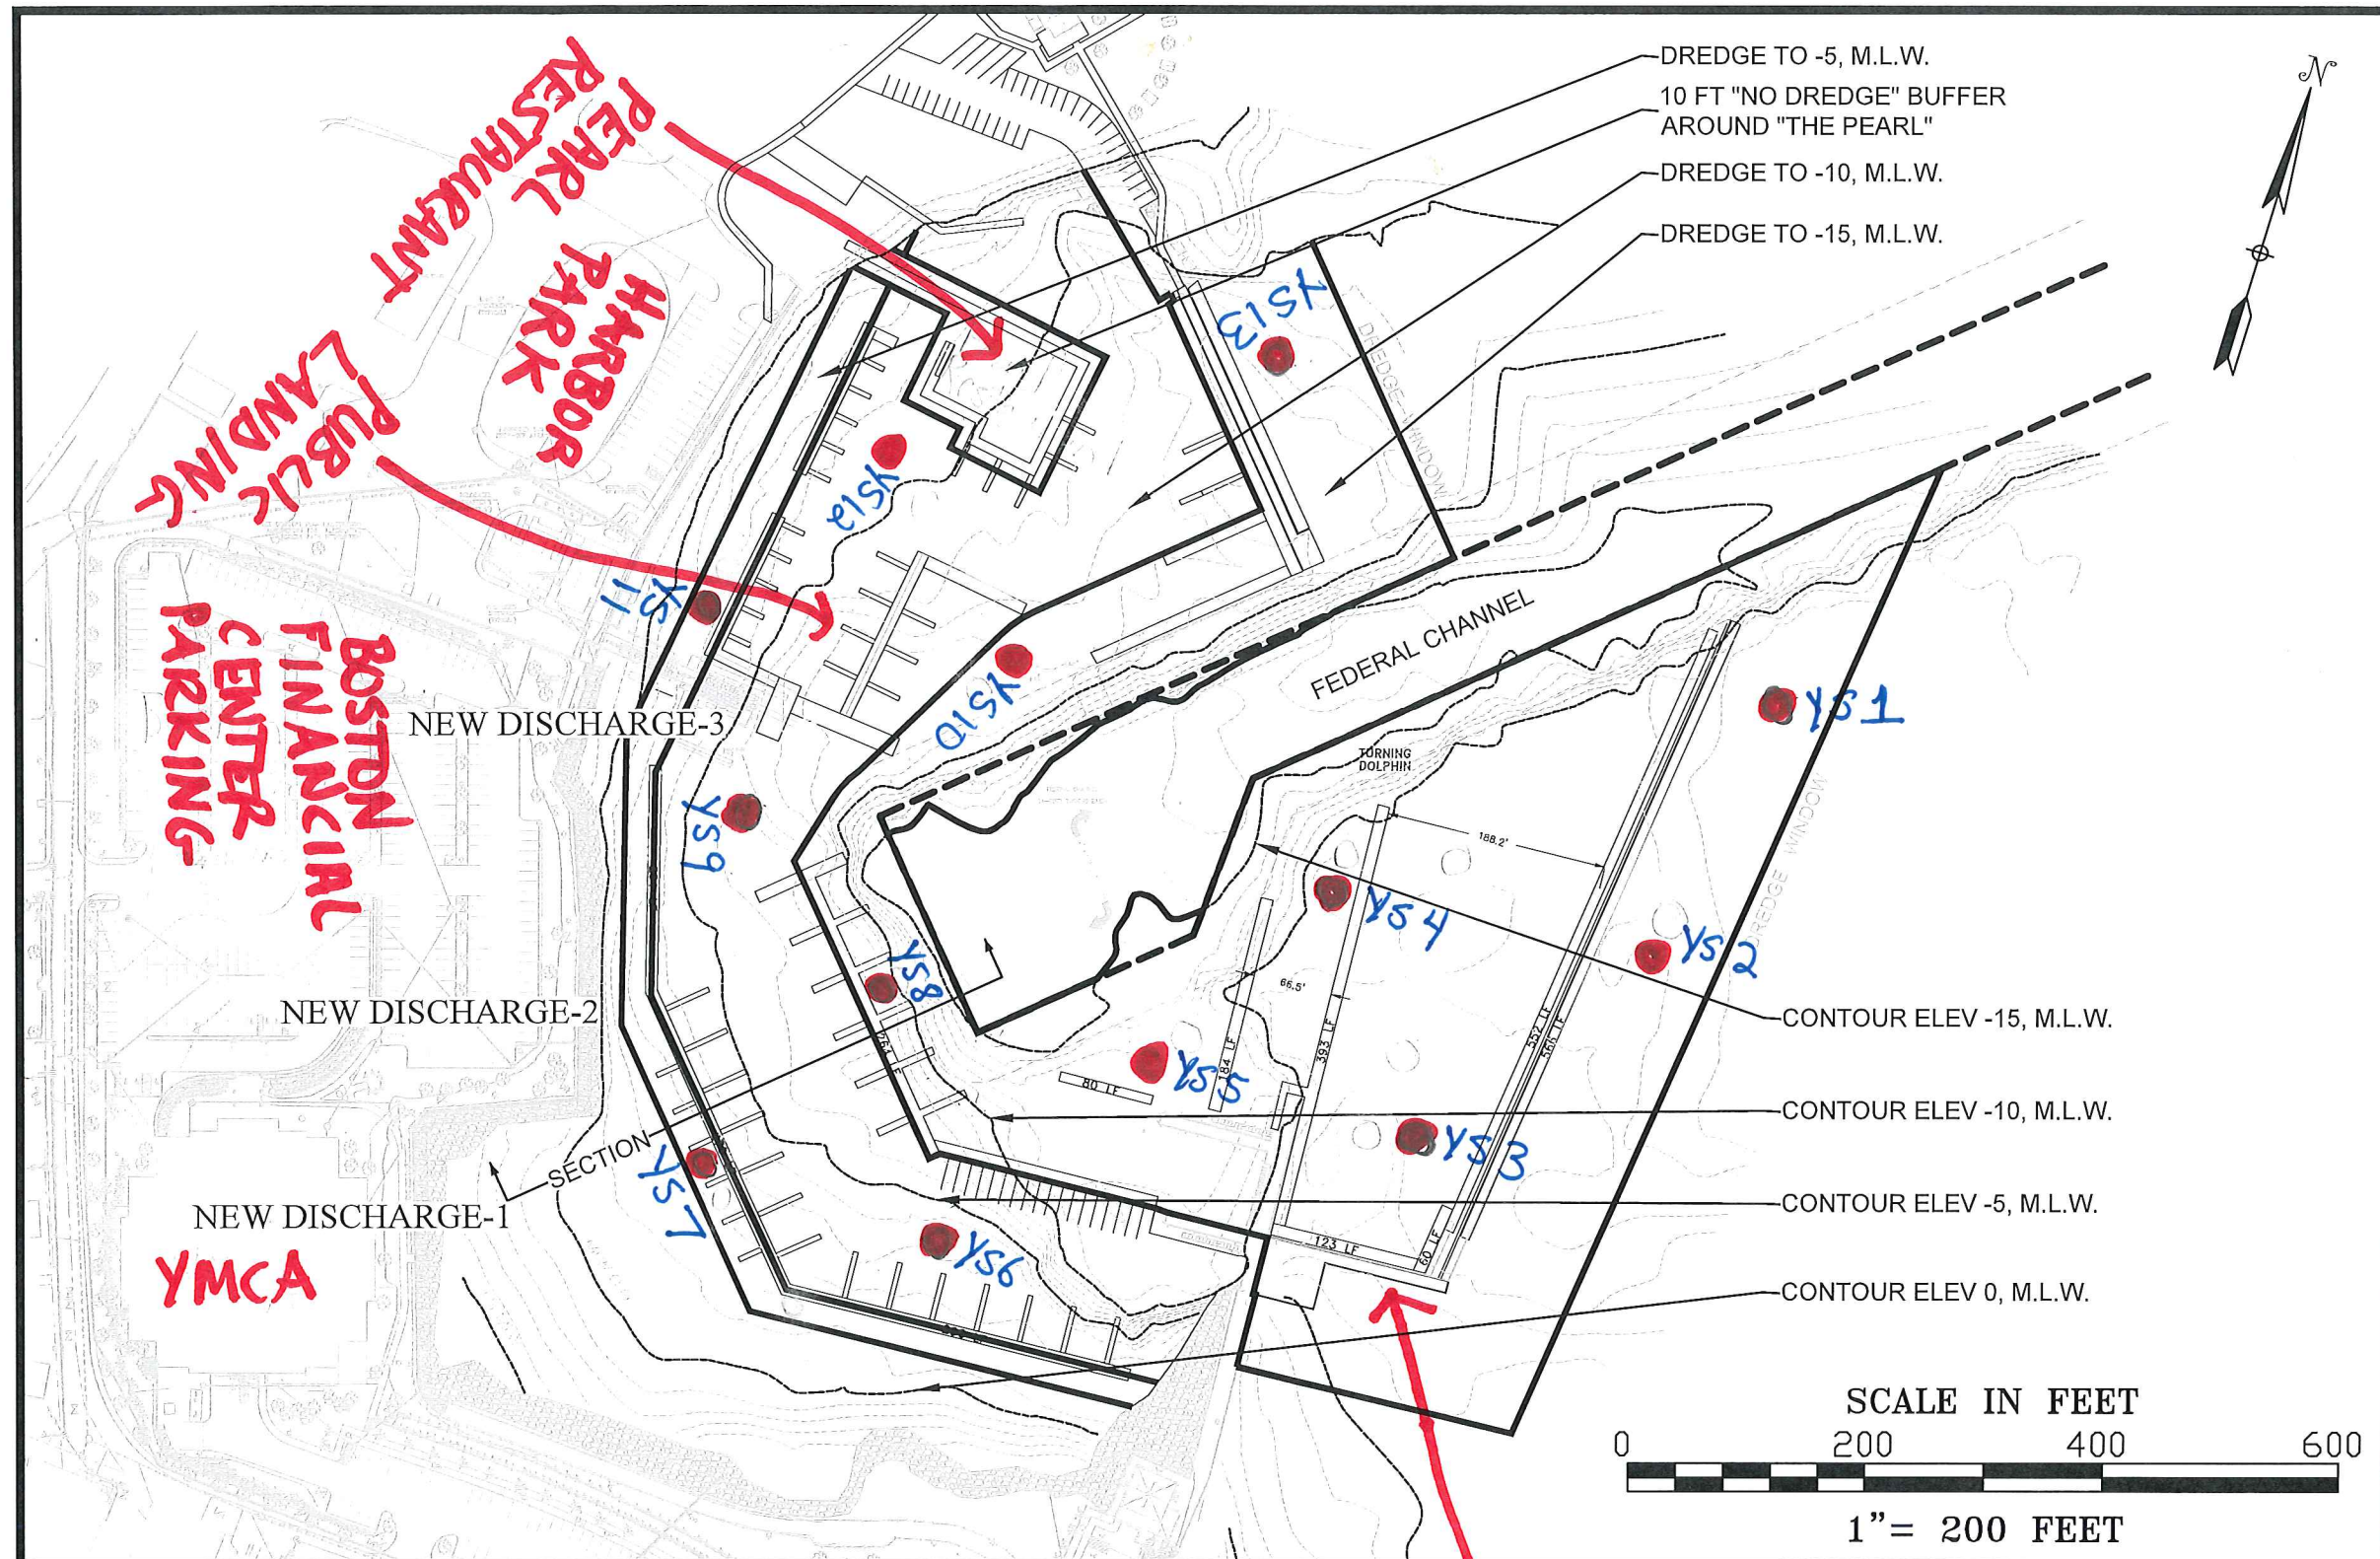 DREDGE TO -5, M.L.W.
10 FT "NO DREDGE" BUFFER
AROUND "THE PEARL"
DREDGE TO -10, M.L.W.
DREDGE TO -15, M.L.W.
N
PEARL
RESTAURANT
HARBOR
PARK
PUBLIC
LANDING
BOSTON
FINANCIAL
CENTER
PARKING
YS13
DREDGE WINDOW
YS12
YS11
YS10
FEDERAL CHANNEL
NEW DISCHARGE-3
TURNING
DOLPHIN
YS1
YS9
188.2'
YS4
YS2
DREDGE WINDOW
YS8
NEW DISCHARGE-2
66.5'
393 LF
552 LF
566 LF
184 LF
80 LF
YS5
YS3
SECTION
YS7
NEW DISCHARGE-1
YMCA
YS6
123 LF
60 LF
CONTOUR ELEV -15, M.L.W.
CONTOUR ELEV -10, M.L.W.
CONTOUR ELEV -5, M.L.W.
CONTOUR ELEV 0, M.L.W.
SCALE IN FEET
0 200 400 600
1"= 200 FEET